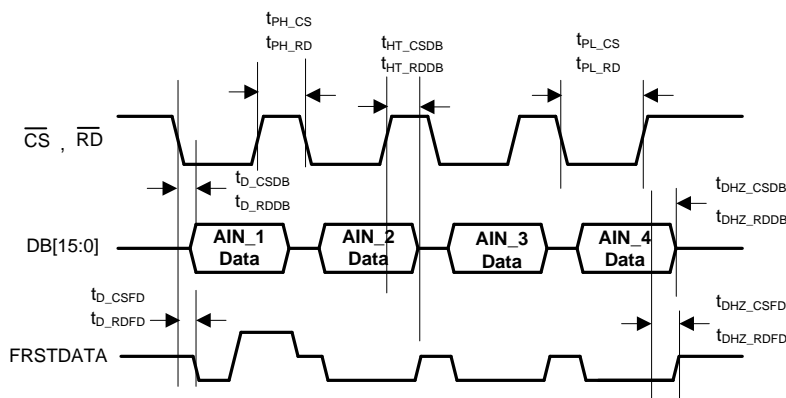 tPH_CS
tPH_RD
tHT_CSDB
tHT_RDDB
tPL_CS
tPL_RD
CS , RD
tD_CSDB
tD_RDDB
tDHZ_CSDB
tDHZ_RDDB
DB[15:0]
AIN_1
Data
AIN_2
Data
AIN_3
Data
AIN_4
Data
tD_CSFD
tD_RDFD
tDHZ_CSFD
tDHZ_RDFD
FRSTDATA